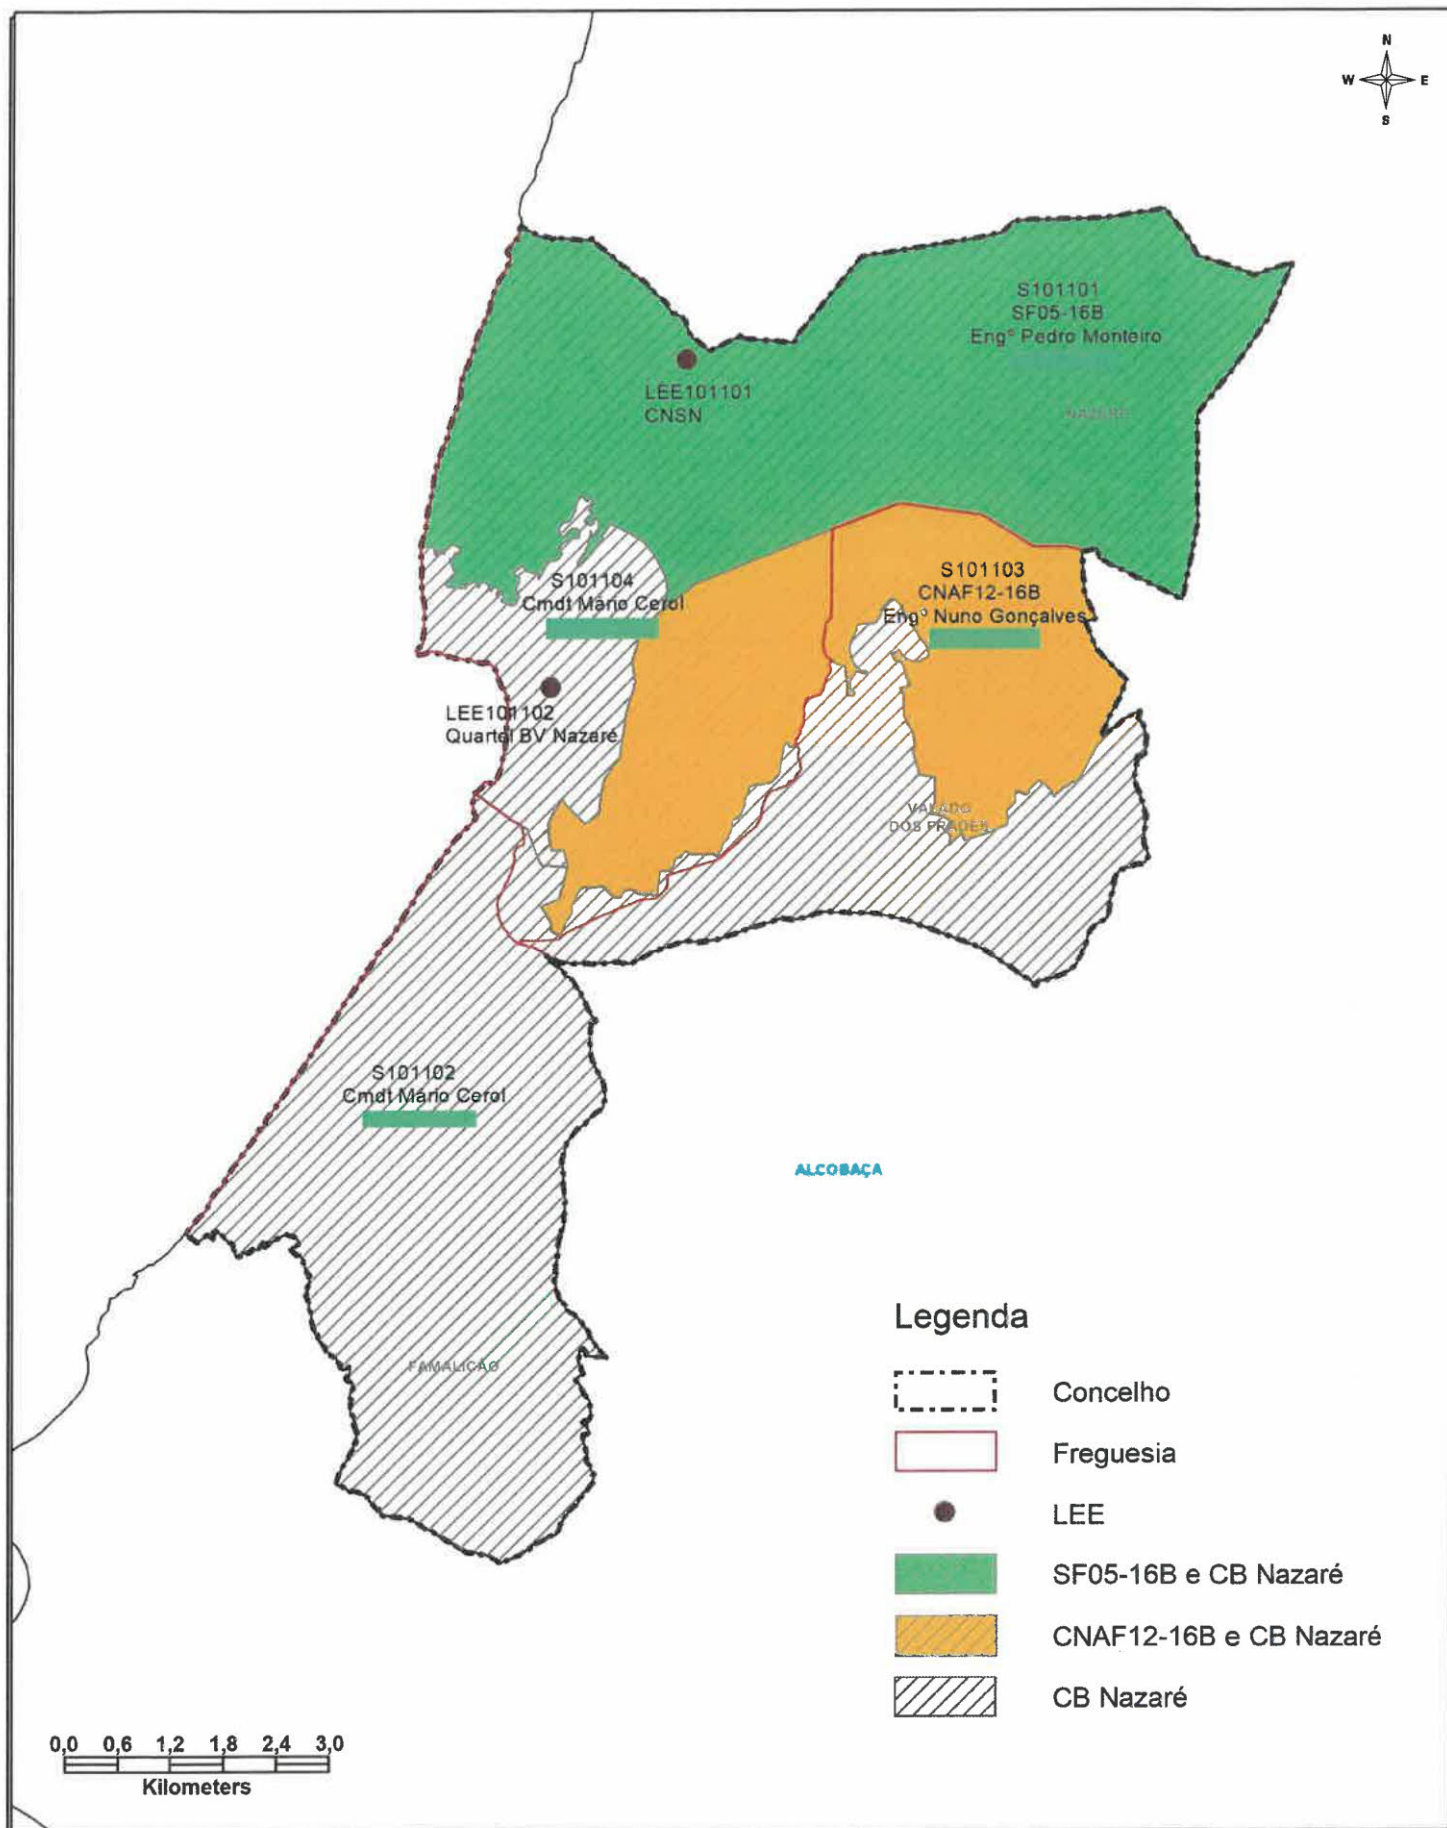 N
W E
S
S101101
SF05-16B
Engº Pedro Monteiro
LEE101101
CNSN
NAZARÉ
S101104
Cmdt Mário Cerol
S101103
CNAF12-16B
Engº Nuno Gonçalves
LEE101102
Quartel BV Nazaré
VALADO
DOS FRADES
S101102
Cmdt Mário Cerol
ALCOBAÇA
FAMALICÃO
Legenda
Concelho
Freguesia
LEE
SF05-16B e CB Nazaré
CNAF12-16B e CB Nazaré
CB Nazaré
0,0 0,6 1,2 1,8 2,4 3,0
Kilometers